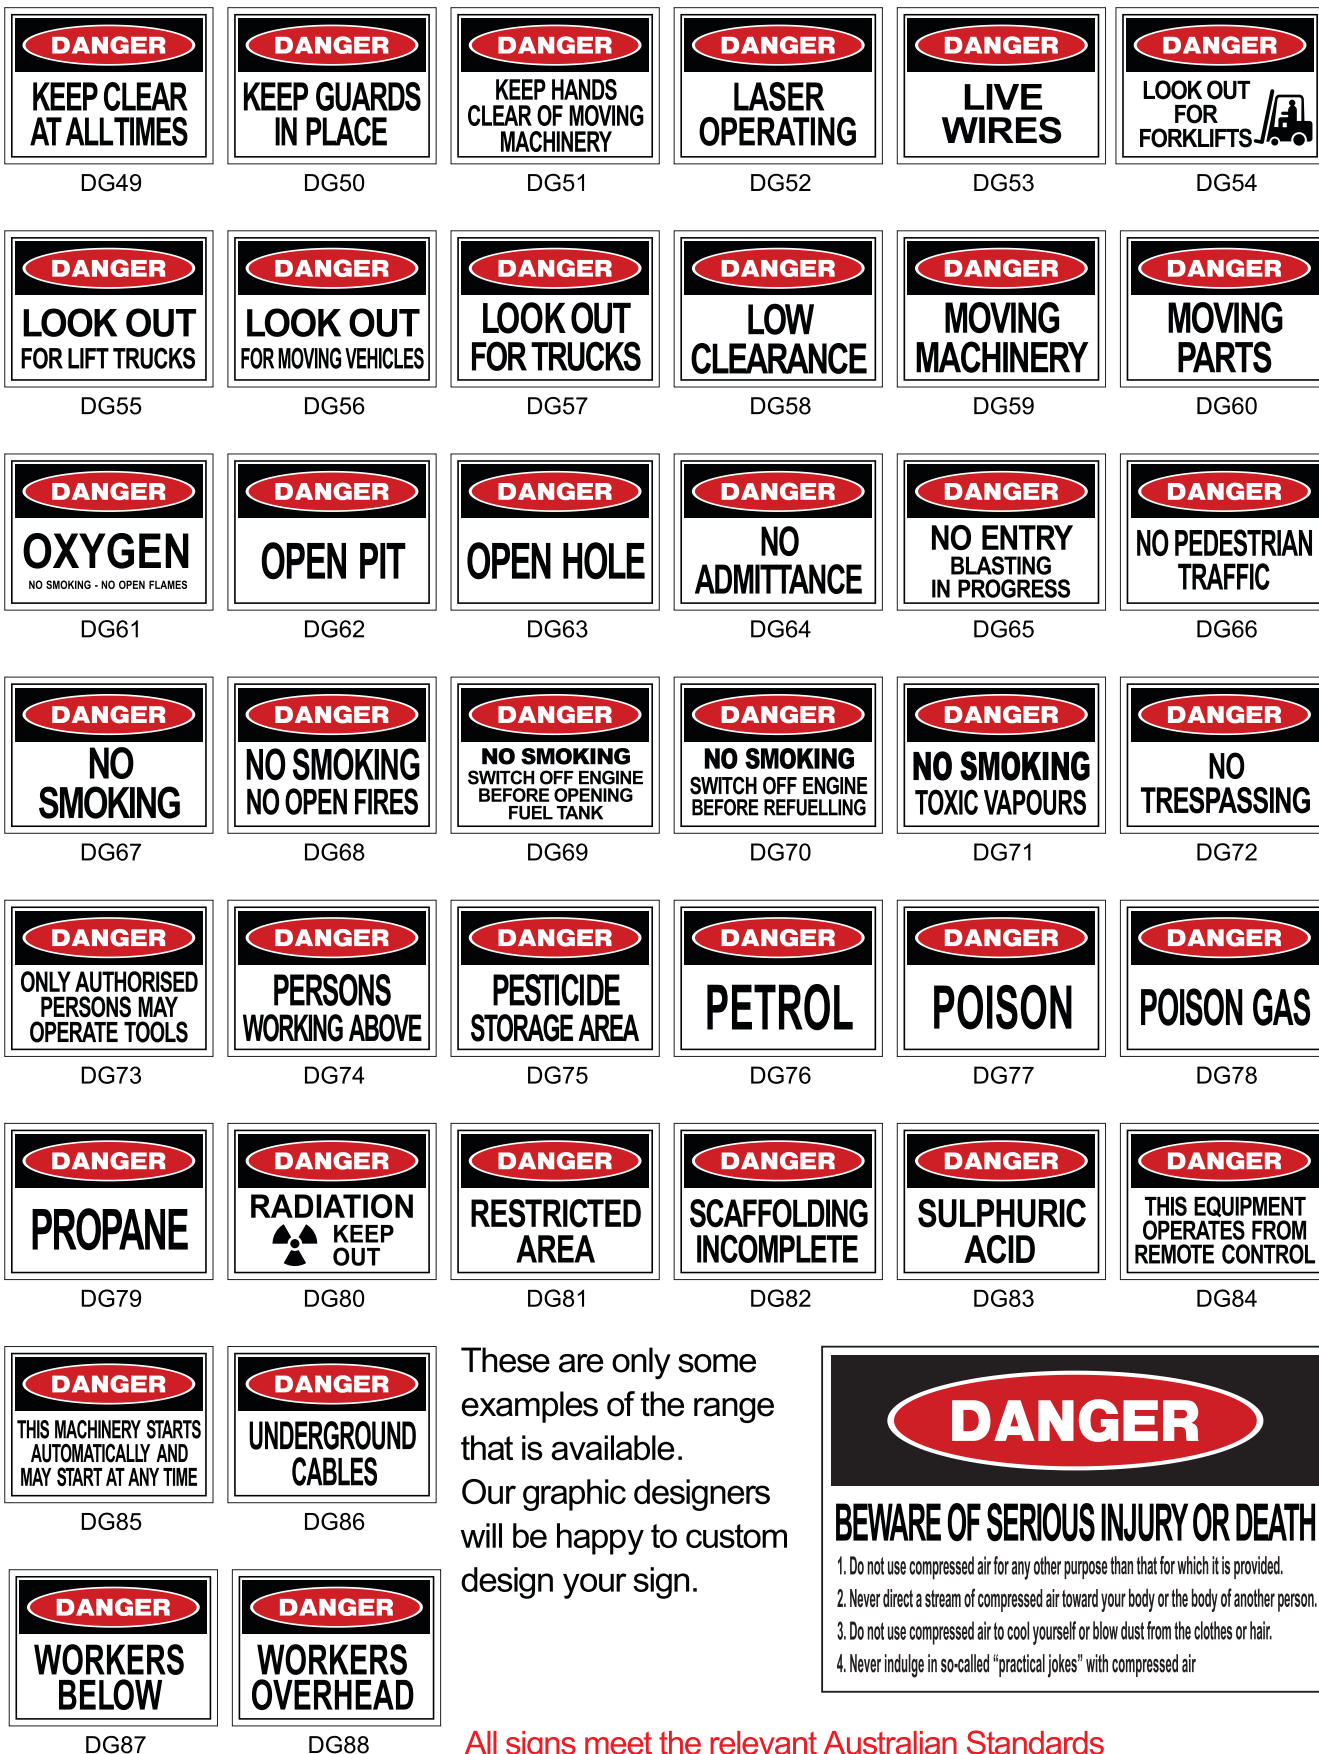 DANGER
KEEP CLEAR
AT ALL TIMES
DG49
DANGER
KEEP GUARDS
IN PLACE
DG50
DANGER
KEEP HANDS
CLEAR OF MOVING
MACHINERY
DG51
DANGER
LASER
OPERATING
DG52
DANGER
LIVE
WIRES
DG53
DANGER
LOOK OUT
FOR
FORKLIFTS
DG54
DANGER
LOOK OUT
FOR LIFT TRUCKS
DG55
DANGER
LOOK OUT
FOR MOVING VEHICLES
DG56
DANGER
LOOK OUT
FOR TRUCKS
DG57
DANGER
LOW
CLEARANCE
DG58
DANGER
MOVING
MACHINERY
DG59
DANGER
MOVING
PARTS
DG60
DANGER
OXYGEN
NO SMOKING - NO OPEN FLAMES
DG61
DANGER
OPEN PIT
DG62
DANGER
OPEN HOLE
DG63
DANGER
NO
ADMITTANCE
DG64
DANGER
NO ENTRY
BLASTING
IN PROGRESS
DG65
DANGER
NO PEDESTRIAN
TRAFFIC
DG66
DANGER
NO
SMOKING
DG67
DANGER
NO SMOKING
NO OPEN FIRES
DG68
DANGER
NO SMOKING
SWITCH OFF ENGINE
BEFORE OPENING
FUEL TANK
DG69
DANGER
NO SMOKING
SWITCH OFF ENGINE
BEFORE REFUELLING
DG70
DANGER
NO SMOKING
TOXIC VAPOURS
DG71
DANGER
NO
TRESPASSING
DG72
DANGER
ONLY AUTHORISED
PERSONS MAY
OPERATE TOOLS
DG73
DANGER
PERSONS
WORKING ABOVE
DG74
DANGER
PESTICIDE
STORAGE AREA
DG75
DANGER
PETROL
DG76
DANGER
POISON
DG77
DANGER
POISON GAS
DG78
DANGER
PROPANE
DG79
DANGER
RADIATION
KEEP
OUT
DG80
DANGER
RESTRICTED
AREA
DG81
DANGER
SCAFFOLDING
INCOMPLETE
DG82
DANGER
SULPHURIC
ACID
DG83
DANGER
THIS EQUIPMENT
OPERATES FROM
REMOTE CONTROL
DG84
DANGER
THIS MACHINERY STARTS
AUTOMATICALLY AND
MAY START AT ANY TIME
DG85
DANGER
UNDERGROUND
CABLES
DG86
These are only some
examples of the range
that is available.
Our graphic designers
will be happy to custom
design your sign.
DANGER
BEWARE OF SERIOUS INJURY OR DEATH
1. Do not use compressed air for any other purpose than that for which it is provided.
2. Never direct a stream of compressed air toward your body or the body of another person.
3. Do not use compressed air to cool yourself or blow dust from the clothes or hair.
4. Never indulge in so-called “practical jokes” with compressed air
DANGER
WORKERS
BELOW
DG87
DANGER
WORKERS
OVERHEAD
DG88
All signs meet the relevant Australian Standards